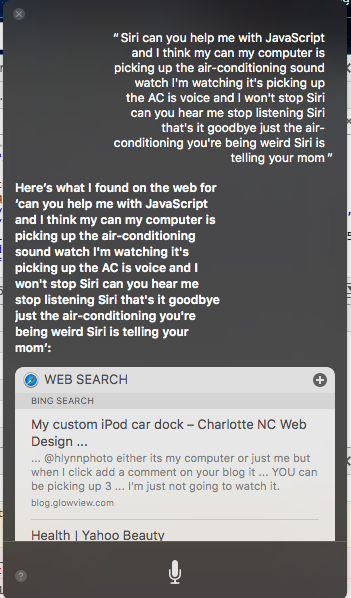 “Siri can you help me with JavaScript
and I think my can my computer is
picking up the air-conditioning sound
watch I'm watching it's picking up
the AC is voice and I won't stop Siri
can you hear me stop listening Siri
that's it goodbye just the air-
conditioning you're being weird Siri is
telling your mom”
Here's what I found on the web for
‘can you help me with JavaScript
and I think my can my computer is
picking up the air-conditioning
sound watch I'm watching it's
picking up the AC is voice and I
won't stop Siri can you hear me
stop listening Siri that's it goodbye
just the air-conditioning you're
being weird Siri is telling your
mom’:
WEB SEARCH
BING SEARCH
My custom iPod car dock – Charlotte NC Web
Design ...
... @hlynnphoto either its my computer or just me but
when I click add a comment on your blog it ... YOU can
be picking up 3 ... I'm just not going to watch it.
blog.glowview.com
Health | Yahoo Beauty
?